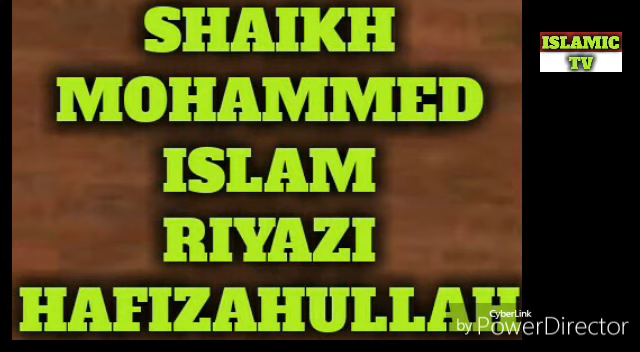 SHAIKH
MOHAMMED
ISLAM
RIYAZI
HAFIZAHULLAH
ISLAMIC
TV
CyberLink
by PowerDirector